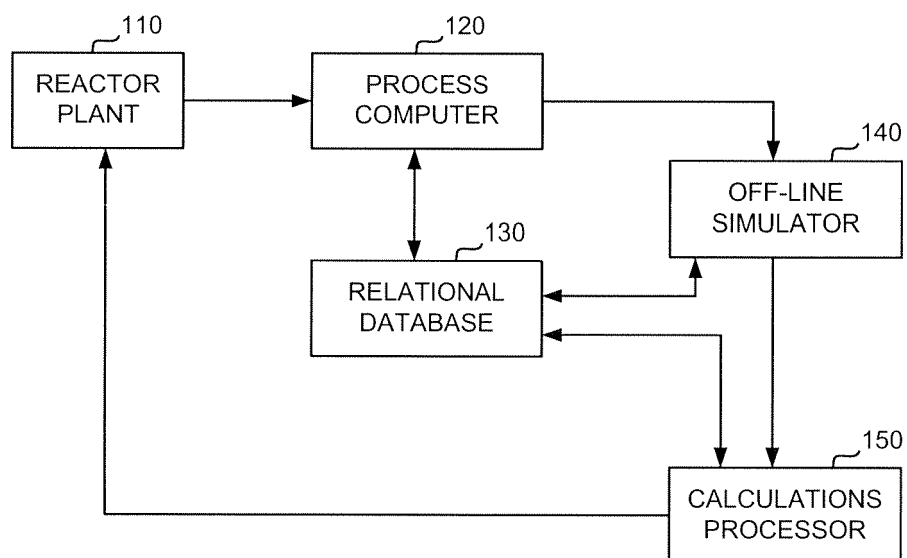 110
REACTOR
PLANT
120
PROCESS
COMPUTER
140
OFF-LINE
SIMULATOR
130
RELATIONAL
DATABASE
150
CALCULATIONS
PROCESSOR